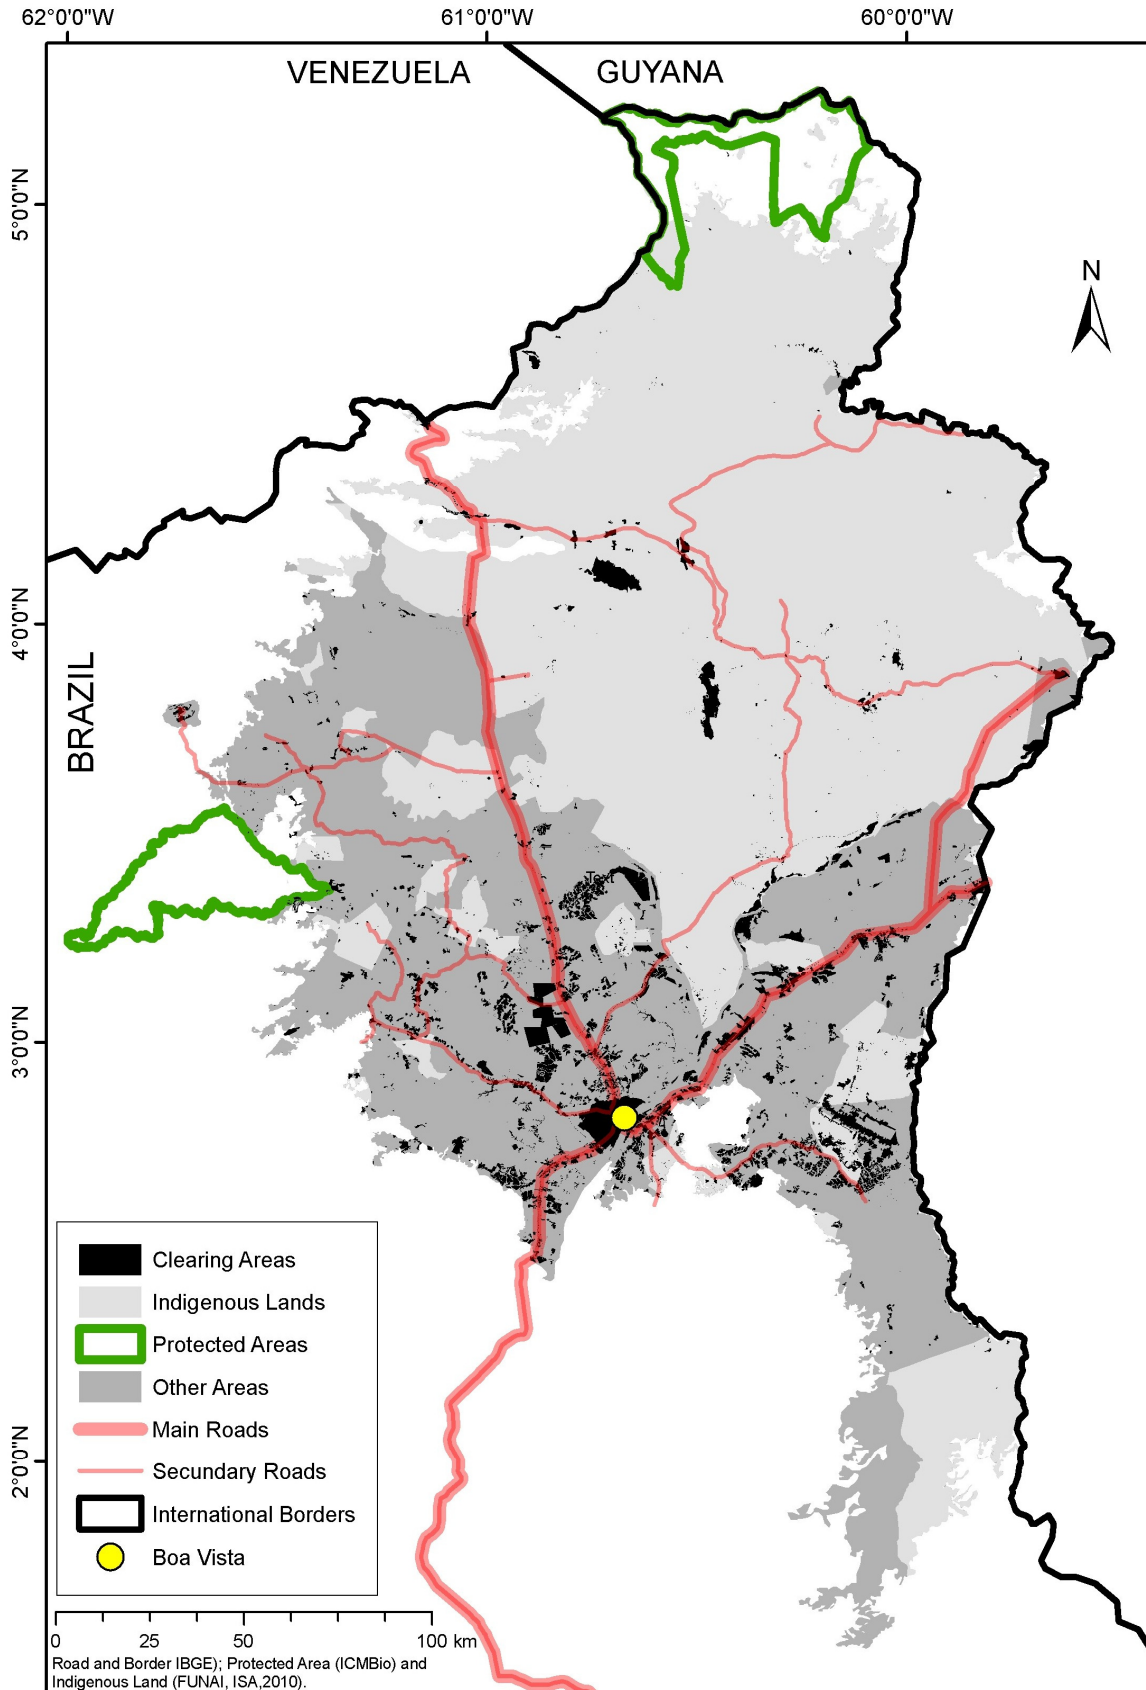 62°0'0"W
61°0'0"W
60°0'0"W
VENEZUELA
GUYANA
5°0'0"N
N
4°0'0"N
BRAZIL
Text
3°0'0"N
2°0'0"N
Clearing Areas
Indigenous Lands
Protected Areas
Other Areas
Main Roads
Secundary Roads
International Borders
Boa Vista
0 25 50 100 km
Road and Border IBGE); Protected Area (ICMBio) and
Indigenous Land (FUNAI, ISA,2010).